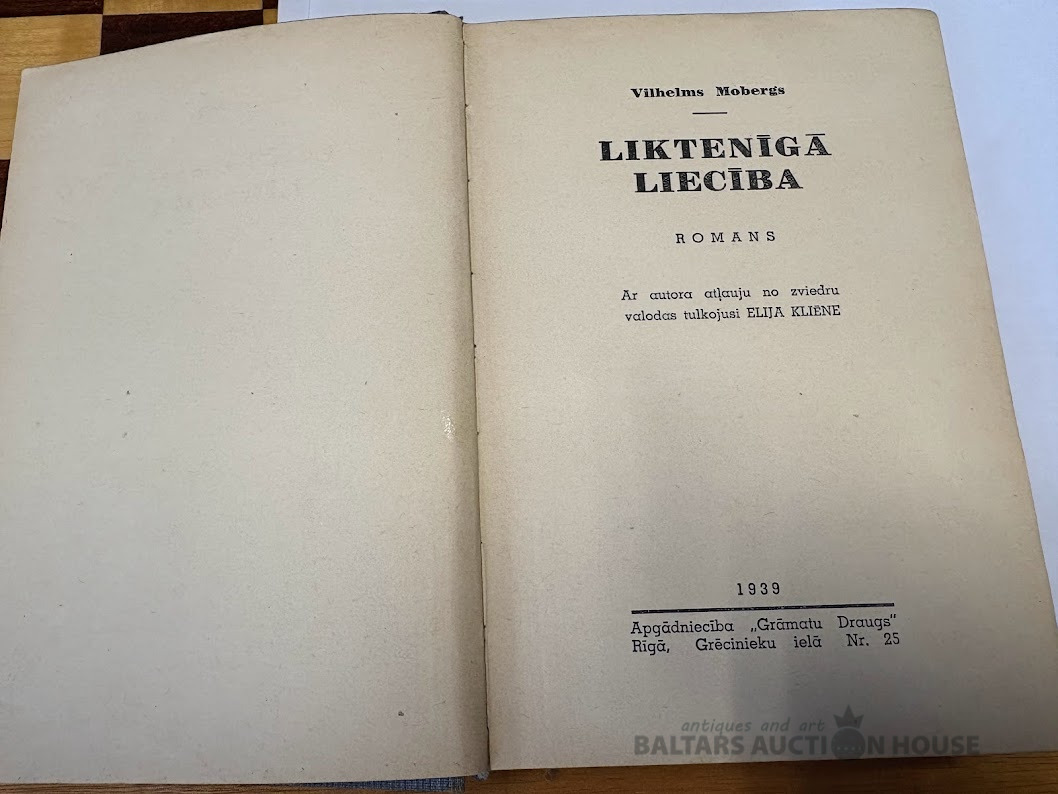 Vilhelms Mobergs
LIKTENĪGĀ
LIECĪBA
ROMANS
Ar autora atļauju no zviedru
valodas tulkojusi ELIJA KLIĒNE
1939
Apgādniecība „Grāmatu Draugs"
Rīgā, Grēcinieku ielā Nr. 25
antiques and art
BALTARS AUCTION HOUSE